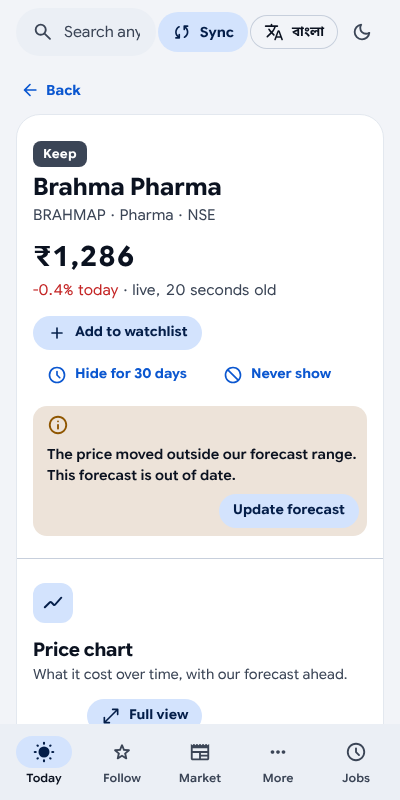 Search any
Sync
বাংলা
Back
Keep
Brahma Pharma
BRAHMAP · Pharma · NSE
₹1,286
-0.4% today · live, 20 seconds old
Add to watchlist
Hide for 30 days
Never show
The price moved outside our forecast range.
This forecast is out of date.
Update forecast
Price chart
What it cost over time, with our forecast ahead.
Full view
Today
Follow
Market
More
Jobs